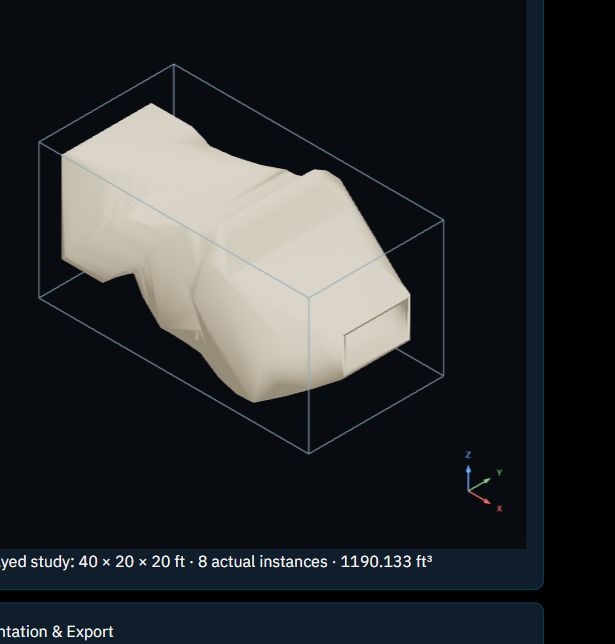 Z
Y
X
yed study: 40 × 20 × 20 ft · 8 actual instances · 1190.133 ft³
ntation & Export